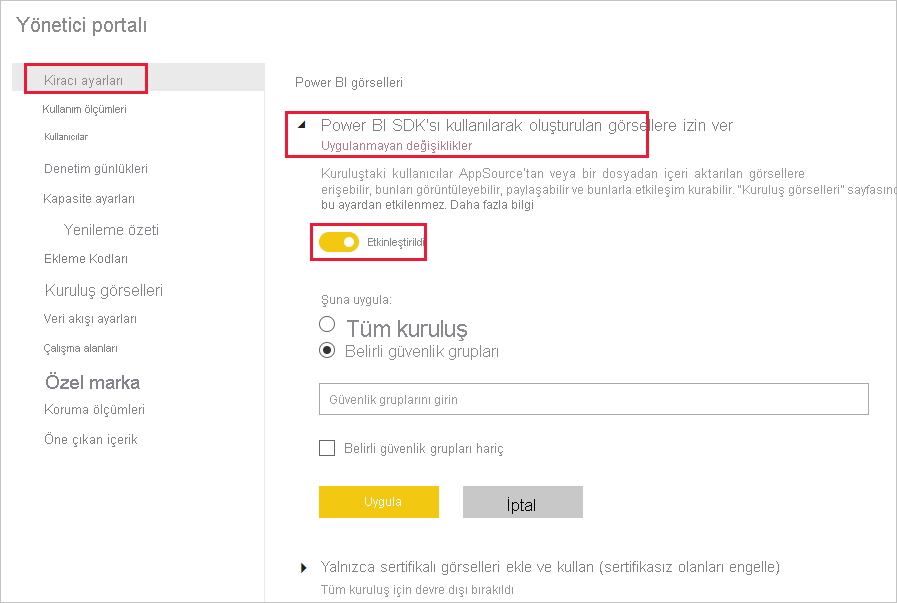 Yönetici portalı
Kiracı ayarları
Kullanım ölçümleri
Kullanıcılar
Denetim günlükleri
Kapasite ayarları
Yenileme özeti
Ekleme Kodları
Kuruluş görselleri
Veri akışı ayarları
Çalışma alanları
Özel marka
Koruma ölçümleri
Öne çıkan içerik
Power BI görselleri
Power BI SDK'sı kullanılarak oluşturulan görsellere izin ver
Uygulanmayan değişiklikler
Kuruluştaki kullanıcılar AppSource'tan veya bir dosyadan içeri aktarılan görsellere
erişebilir, bunları görüntüleyebilir, paylaşabilir ve bunlarla etkileşim kurabilir. "Kuruluş görselleri" sayfasınd
bu ayardan etkilenmez. Daha fazla bilgi
Etkinleştirildi
Şuna uygula:
Tüm kuruluş
Belirli güvenlik grupları
Güvenlik gruplarını girin
Belirli güvenlik grupları hariç
Uygula
İptal
Yalnızca sertifikalı görselleri ekle ve kullan (sertifikasız olanları engelle)
Tüm kuruluş için devre dışı bırakıldı